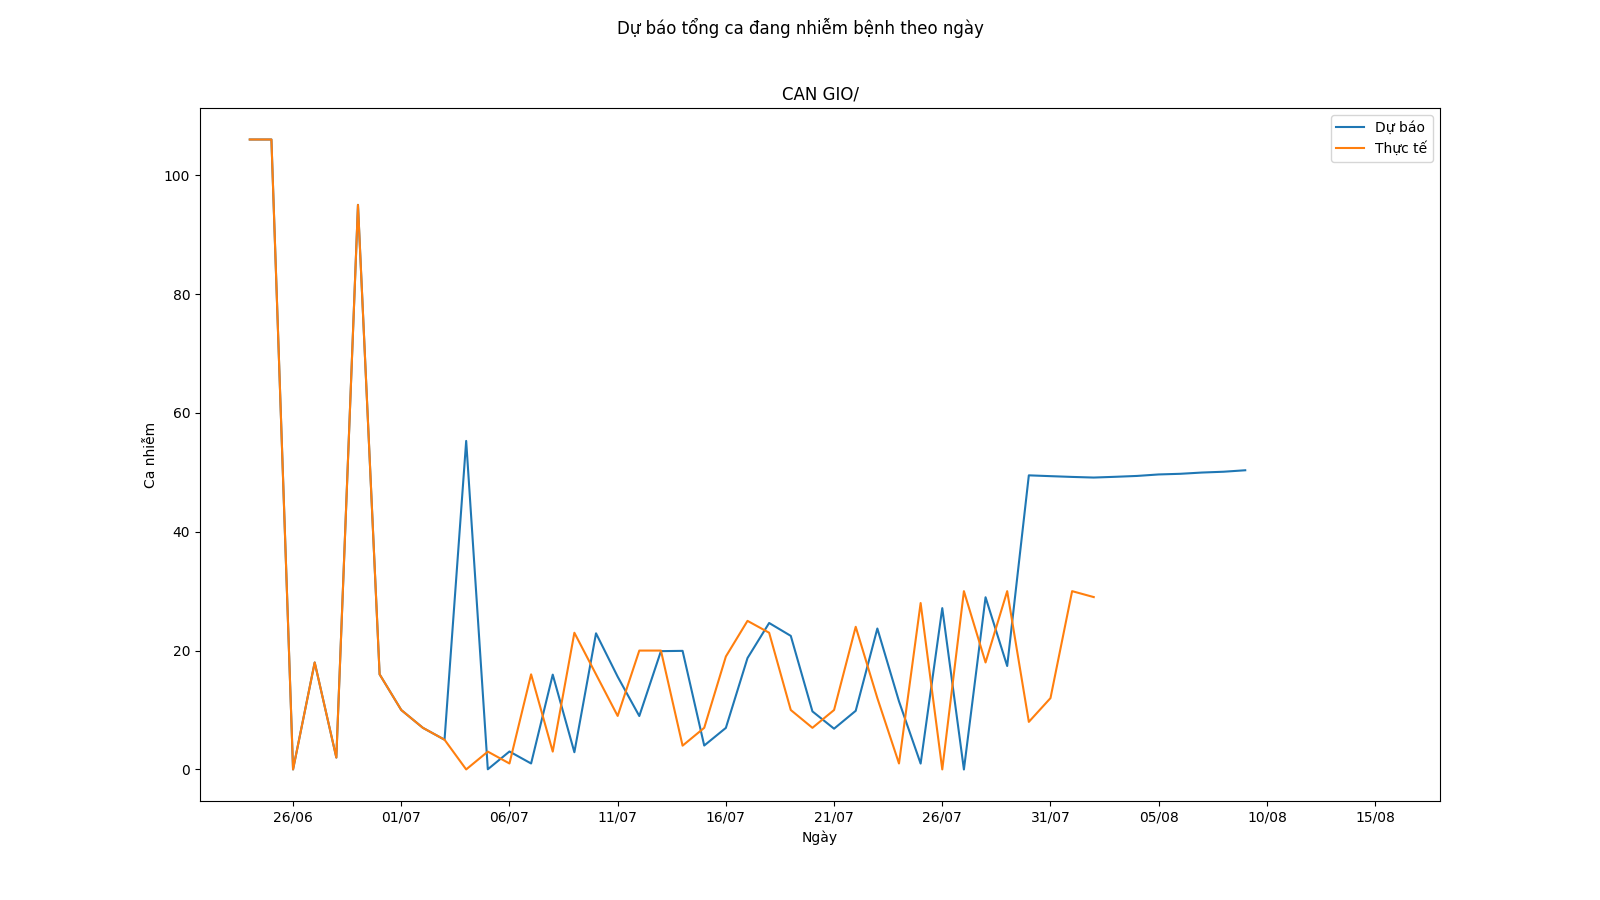 Dự báo tổng ca đang nhiễm bệnh theo ngày
CAN GIO/
Dự báo
Thực tế
Ca nhiễm
100
80
60
40
20
0
26/06 01/07 06/07 11/07 16/07 21/07 26/07 31/07 05/08 10/08 15/08
Ngày